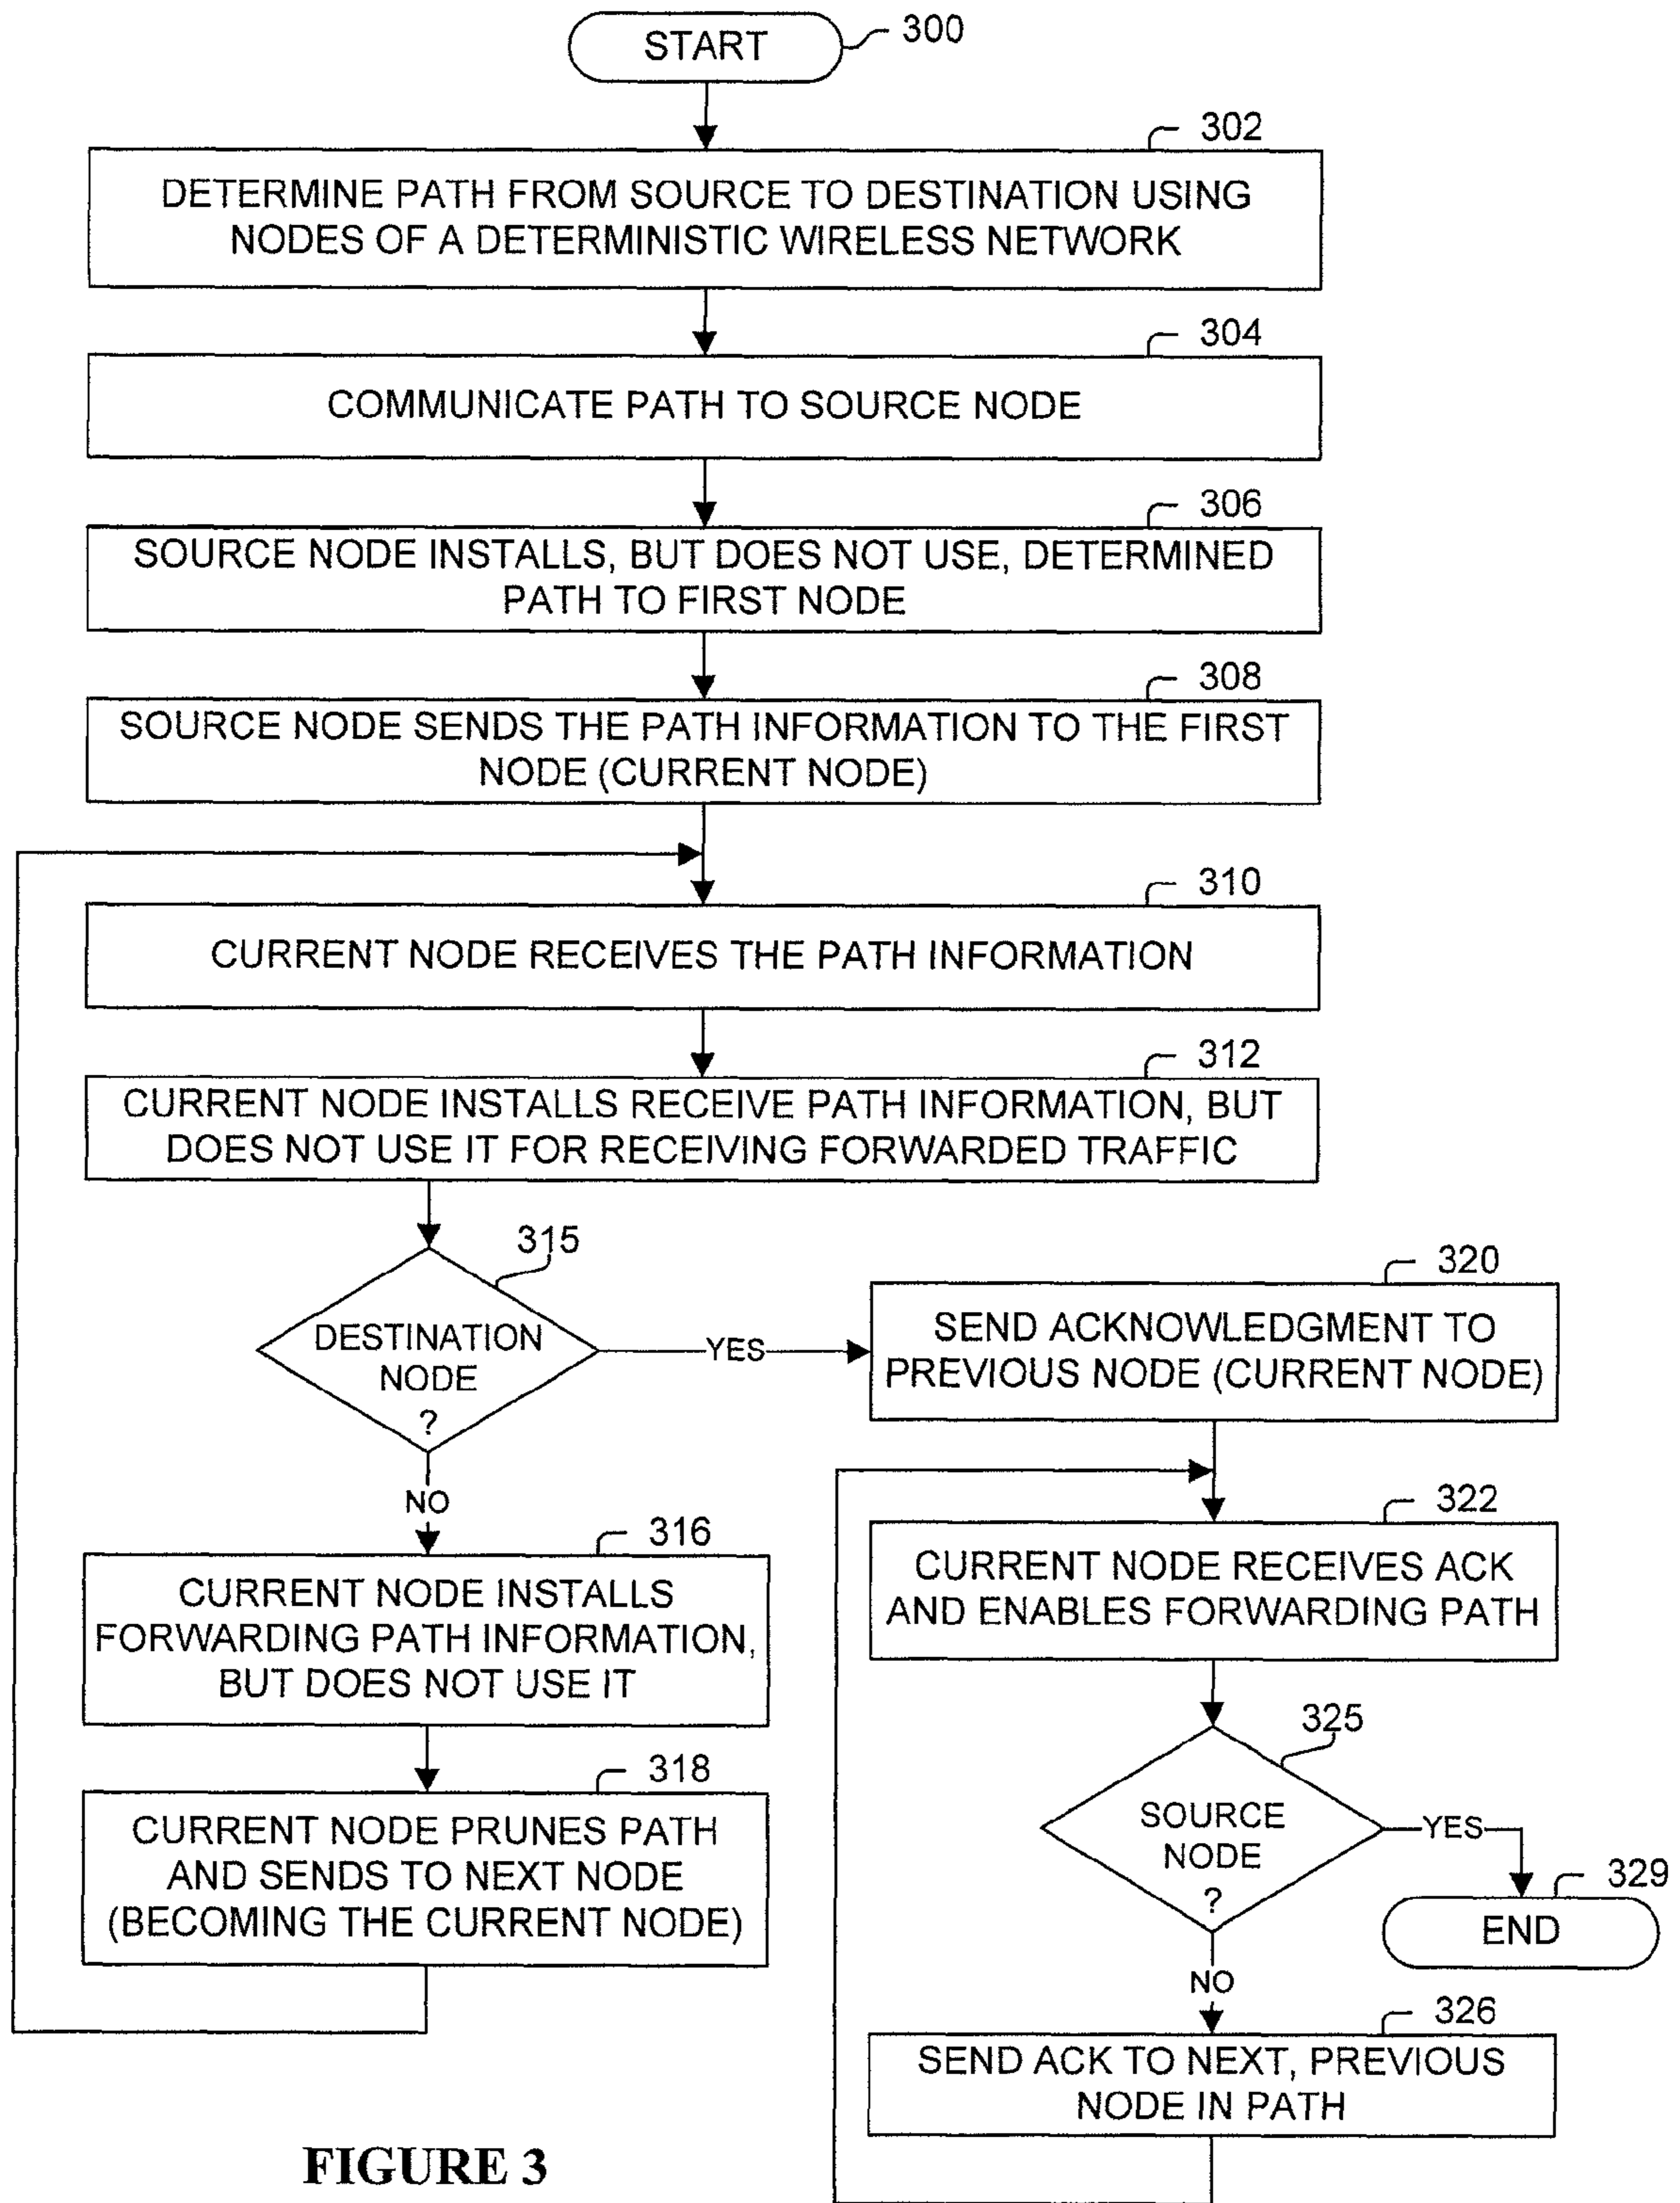 START
300
302
DETERMINE PATH FROM SOURCE TO DESTINATION USING
NODES OF A DETERMINISTIC WIRELESS NETWORK
304
COMMUNICATE PATH TO SOURCE NODE
306
SOURCE NODE INSTALLS, BUT DOES NOT USE, DETERMINED
PATH TO FIRST NODE
308
SOURCE NODE SENDS THE PATH INFORMATION TO THE FIRST
NODE (CURRENT NODE)
310
CURRENT NODE RECEIVES THE PATH INFORMATION
312
CURRENT NODE INSTALLS RECEIVE PATH INFORMATION, BUT
DOES NOT USE IT FOR RECEIVING FORWARDED TRAFFIC
315
DESTINATION
NODE
?
YES
NO
316
CURRENT NODE INSTALLS
FORWARDING PATH INFORMATION,
BUT DOES NOT USE IT
318
CURRENT NODE PRUNES PATH
AND SENDS TO NEXT NODE
(BECOMING THE CURRENT NODE)
320
SEND ACKNOWLEDGMENT TO
PREVIOUS NODE (CURRENT NODE)
322
CURRENT NODE RECEIVES ACK
AND ENABLES FORWARDING PATH
325
SOURCE
NODE
?
YES
329
END
NO
326
SEND ACK TO NEXT, PREVIOUS
NODE IN PATH
FIGURE 3